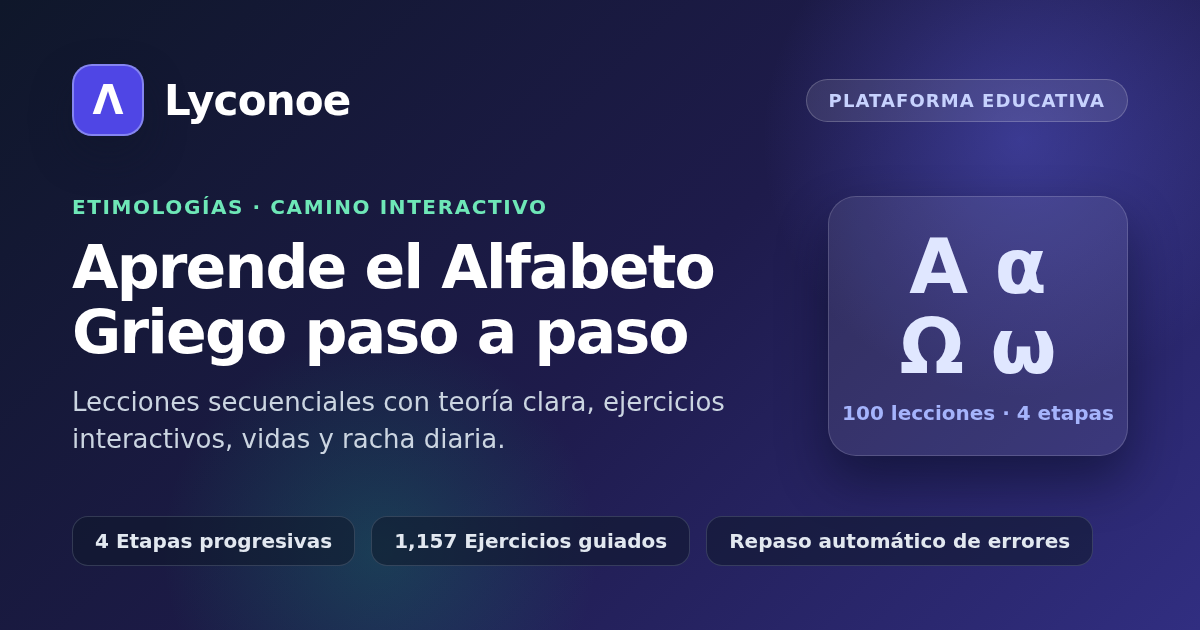 Λ Lyconoe
PLATAFORMA EDUCATIVA
ETIMOLOGÍAS · CAMINO INTERACTIVO
Aprende el Alfabeto
Griego paso a paso
Lecciones secuenciales con teoría clara, ejercicios
interactivos, vidas y racha diaria.
Α α
Ω ω
100 lecciones · 4 etapas
4 Etapas progresivas
1,157 Ejercicios guiados
Repaso automático de errores